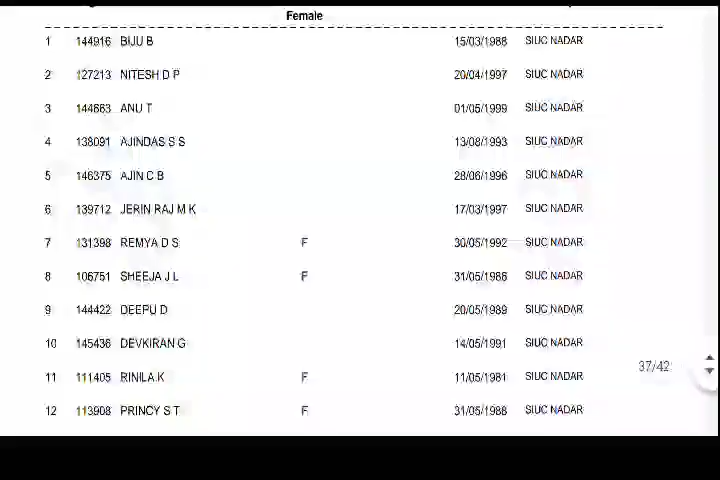 Female
1 144916 BIJU B 15/03/1988 SIUC NADAR
2 127213 NITESH D P 20/04/1997 SIUC NADAR
3 144663 ANU T 01/05/1999 SIUC NADAR
4 138091 AJINDAS S S 13/08/1993 SIUC NADAR
5 146375 AJIN C B 28/06/1996 SIUC NADAR
6 139712 JERIN RAJ M K 17/03/1997 SIUC NADAR
7 131398 REMYA D S F 30/05/1992 SIUC NADAR
8 106751 SHEEJA J L F 31/05/1986 SIUC NADAR
9 144422 DEEPU D 20/05/1989 SIUC NADAR
10 145436 DEVKIRAN G 14/05/1991 SIUC NADAR
37/42
11 111405 RINILA.K F 11/05/1981 SIUC NADAR
12 113908 PRINCY S T F 31/05/1988 SIUC NADAR